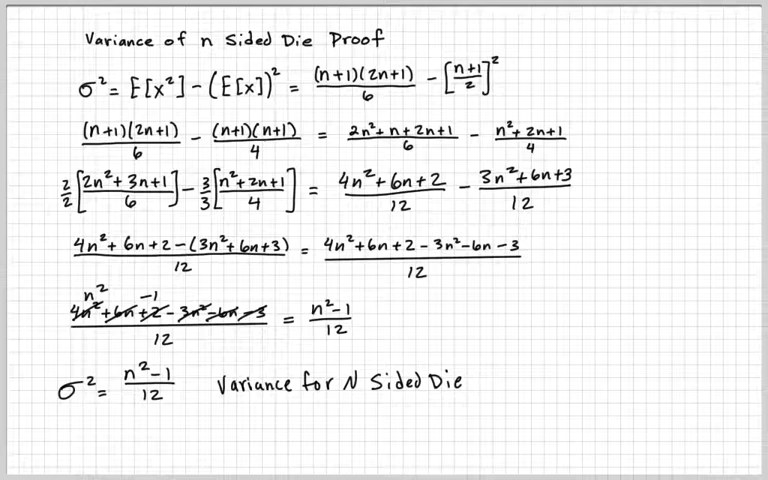 Variance of n Sided Die Proof
σ² = E[x²] - (E[x])² = (n+1)(2n+1)/6 - [n+1/2]²
(n+1)(2n+1)/6 - (n+1)(n+1)/4 = 2n²+n+2n+1/6 - n²+2n+1/4
2/2[2n²+3n+1/6] - 3/3[n²+2n+1/4] = 4n²+6n+2/12 - 3n²+6n+3/12
4n²+6n+2-(3n²+6n+3)/12 = 4n²+6n+2-3n²-6n-3/12
n² -1
4n²+6n+2-3n²-6n-3/12 = n²-1/12
σ² = n²-1/12 Variance for N Sided Die